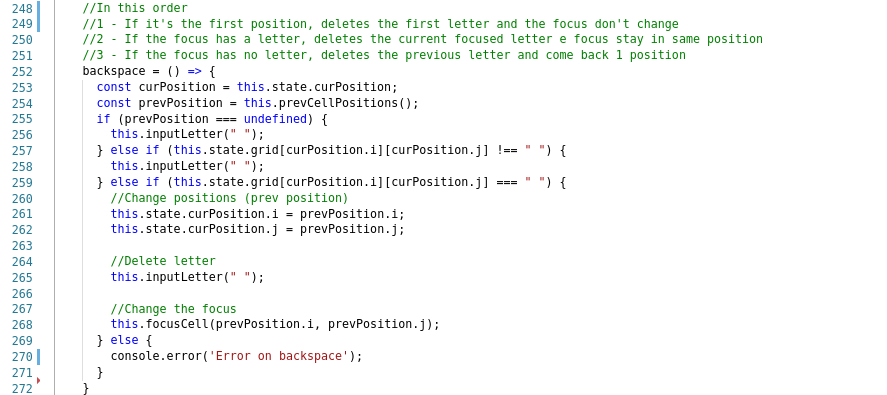 248 //In this order
249 //1 - If it's the first position, deletes the first letter and the focus don't change
250 //2 - If the focus has a letter, deletes the current focused letter e focus stay in same position
251 //3 - If the focus has no letter, deletes the previous letter and come back 1 position
252 backspace = () => {
253 const curPosition = this.state.curPosition;
254 const prevPosition = this.prevCellPositions();
255 if (prevPosition === undefined) {
256 this.inputLetter(" ");
257 } else if (this.state.grid[curPosition.i][curPosition.j] !== " ") {
258 this.inputLetter(" ");
259 } else if (this.state.grid[curPosition.i][curPosition.j] === " ") {
260 //Change positions (prev position)
261 this.state.curPosition.i = prevPosition.i;
262 this.state.curPosition.j = prevPosition.j;
263
264 //Delete letter
265 this.inputLetter(" ");
266
267 //Change the focus
268 this.focusCell(prevPosition.i, prevPosition.j);
269 } else {
270 console.error('Error on backspace');
271 }
272 }